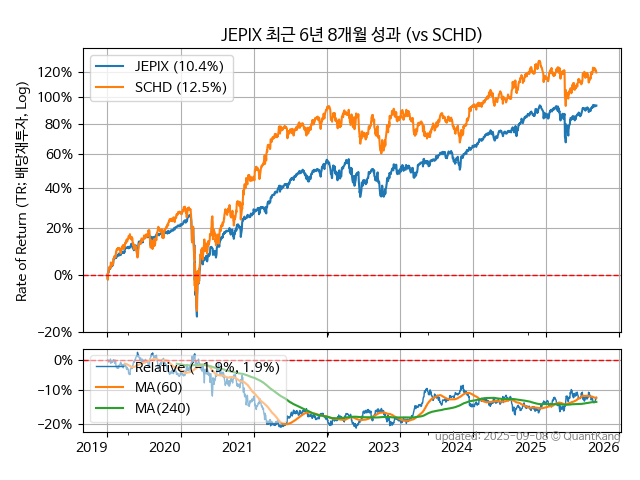 JEPIX 최근 6년 8개월 성과 (vs SCHD)
Rate of Return (TR: 배당재투자, Log)
JEPIX (10.4%)
SCHD (12.5%)
120%
100%
80%
60%
40%
20%
0%
−20%
Relative (−1.9%, 1.9%)
MA(60)
MA(240)
0%
−10%
−20%
2019 2020 2021 2022 2023 2024 2025 2026
updated: 2025-09-08 © QuantKang